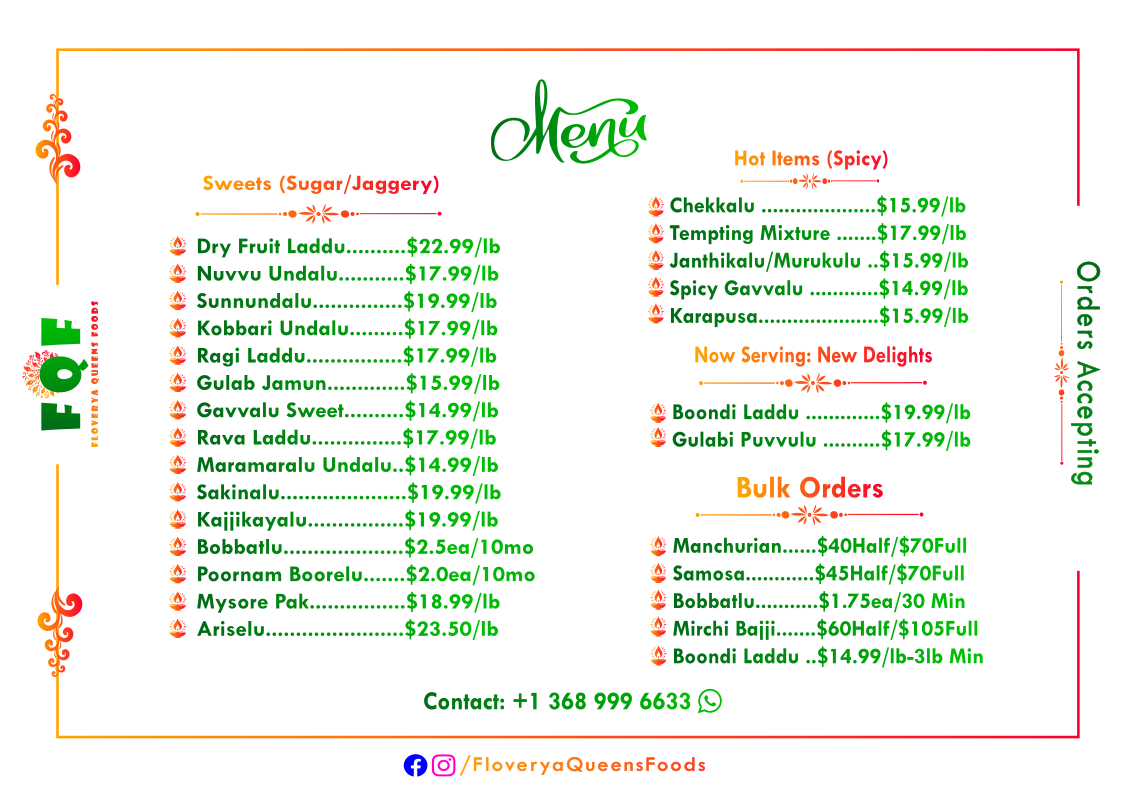 Menu
Sweets (Sugar/Jaggery)
Dry Fruit Laddu..........$22.99/lb
Nuvvu Undalu...........$17.99/lb
Sunnundalu...............$19.99/lb
Kobbari Undalu.........$17.99/lb
Ragi Laddu................$17.99/lb
Gulab Jamun.............$15.99/lb
Gavvalu Sweet..........$14.99/lb
Rava Laddu...............$17.99/lb
Maramaralu Undalu..$14.99/lb
Sakinalu......................$19.99/lb
Kajjikayalu.................$19.99/lb
Bobbatlu.....................$2.5ea/10mo
Poornam Boorelu.......$2.0ea/10mo
Mysore Pak................$18.99/lb
Ariselu........................$23.50/lb
Hot Items (Spicy)
Chekkalu ....................$15.99/lb
Tempting Mixture .......$17.99/lb
Janthikalu/Murukulu ..$15.99/lb
Spicy Gavvalu ............$14.99/lb
Karapusa.....................$15.99/lb
Now Serving: New Delights
Boondi Laddu .............$19.99/lb
Gulabi Puvvulu ..........$17.99/lb
Bulk Orders
Manchurian......$40Half/$70Full
Samosa............$45Half/$70Full
Bobbatlu...........$1.75ea/30 Min
Mirchi Bajji.......$60Half/$105Full
Boondi Laddu ..$14.99/lb-3lb Min
Contact: +1 368 999 6633
/FloveryaQueensFoods
FQF
FLOVERYA QUEENS FOODS
Orders Accepting